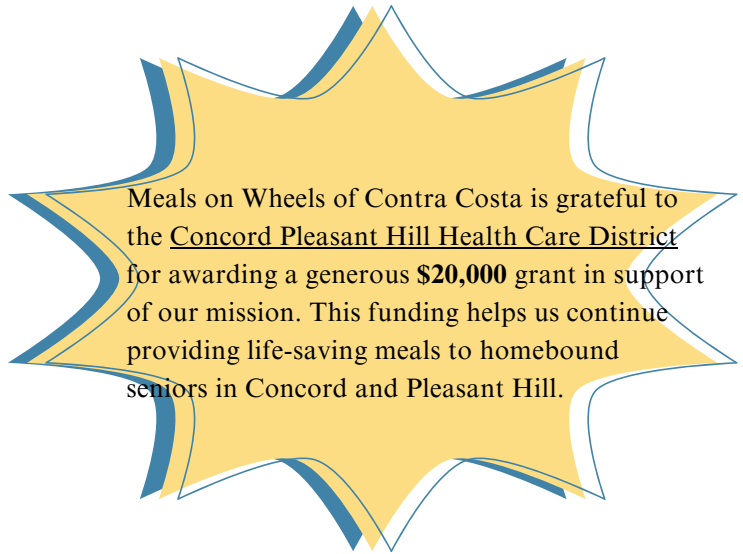 Meals on Wheels of Contra Costa is grateful to
the Concord Pleasant Hill Health Care District
for awarding a generous $20,000 grant in support
of our mission. This funding helps us continue
providing life-saving meals to homebound
seniors in Concord and Pleasant Hill.